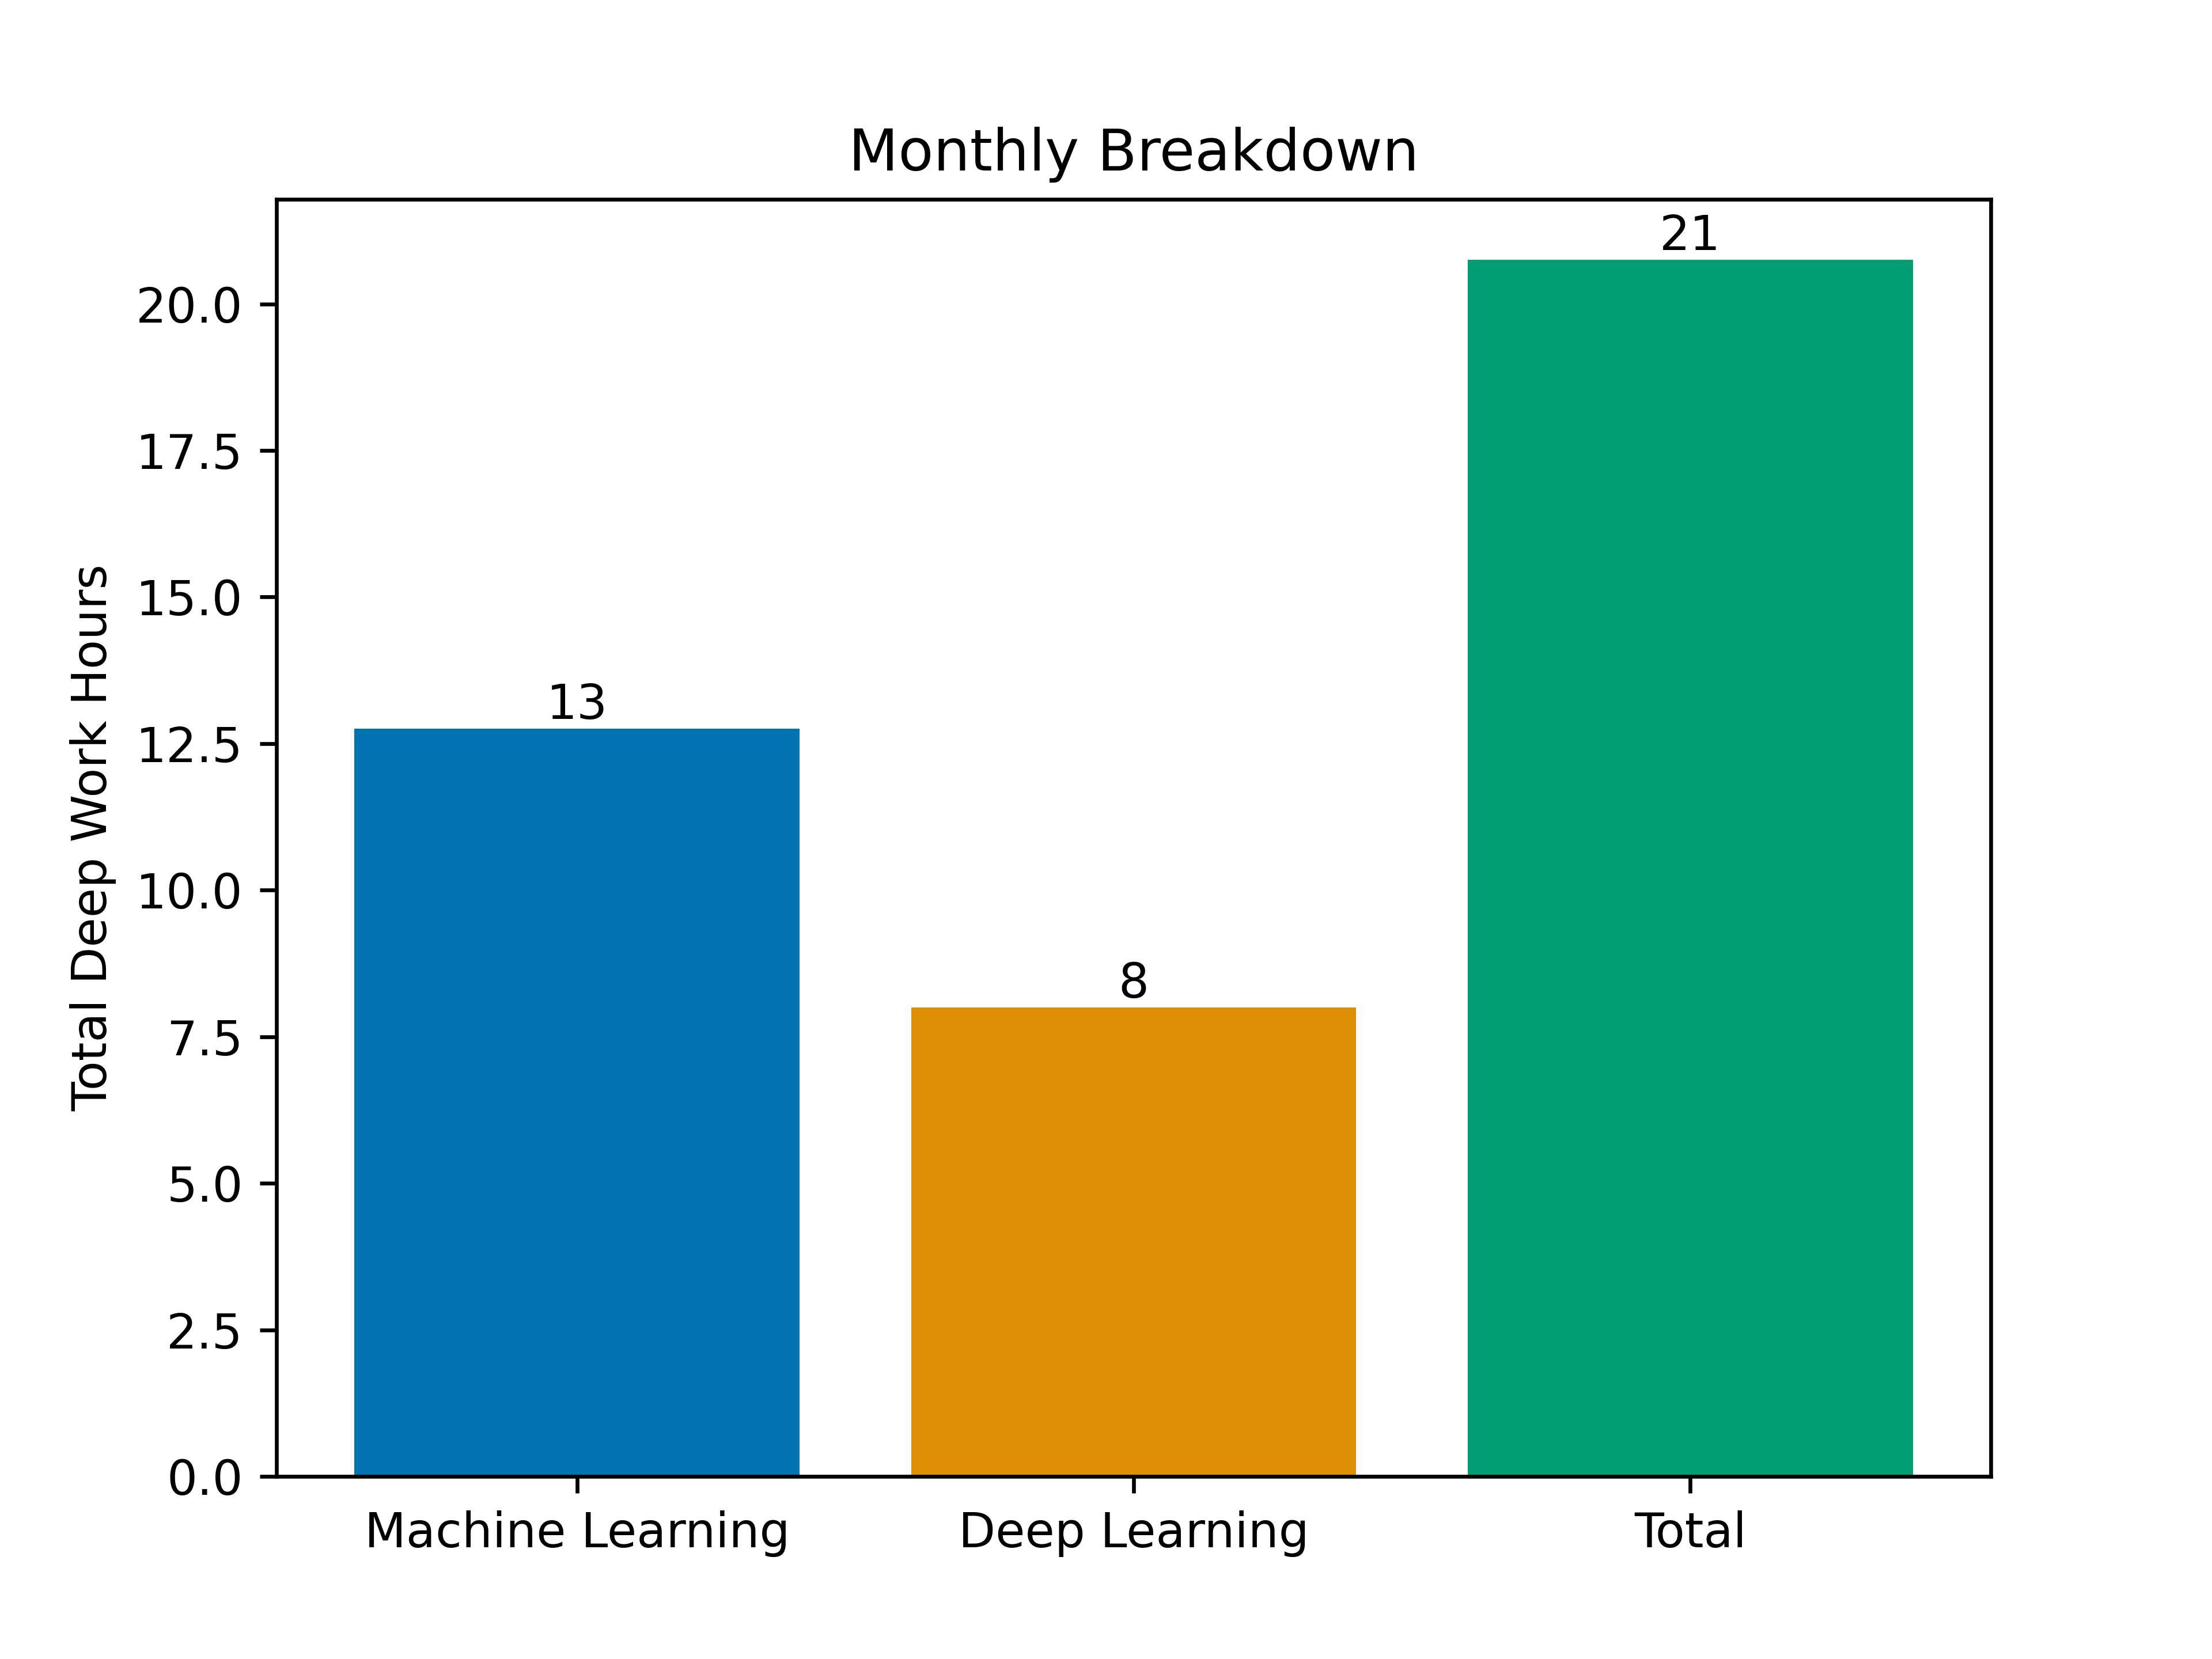 Monthly Breakdown
Total Deep Work Hours
20.0
17.5
15.0
12.5
10.0
7.5
5.0
2.5
0.0
13
8
21
Machine Learning
Deep Learning
Total